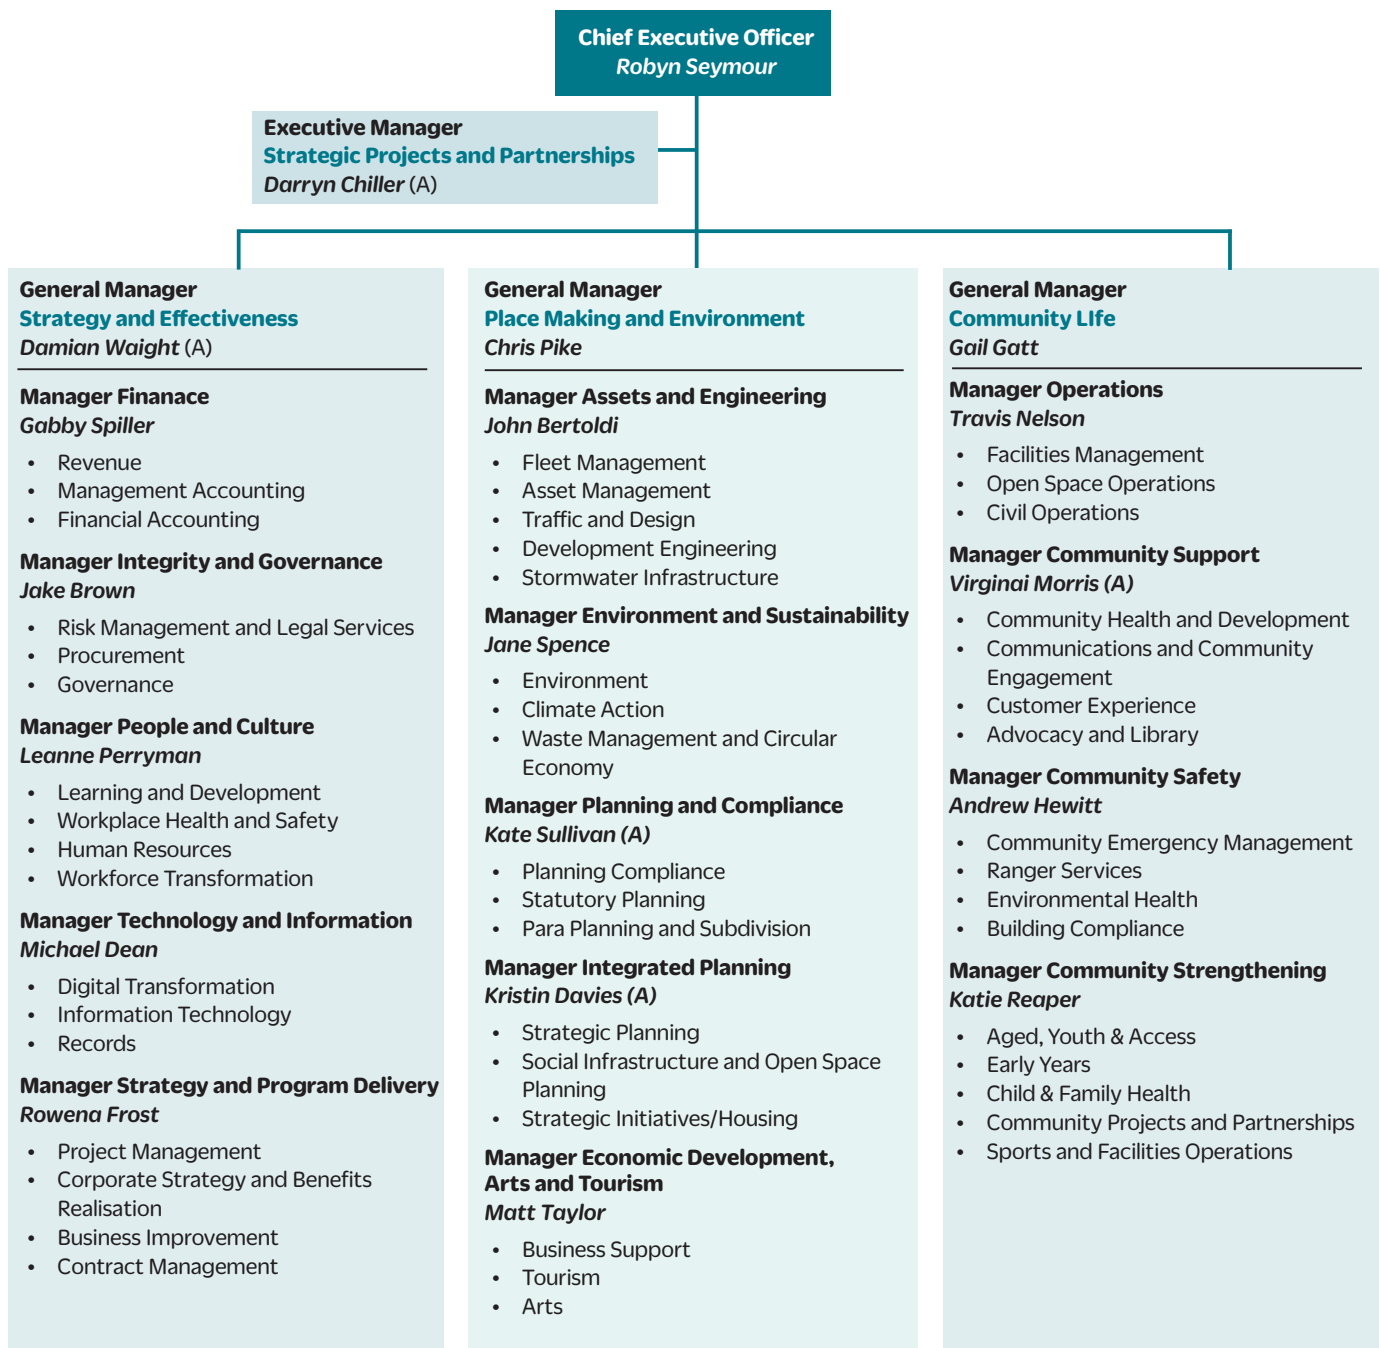 Chief Executive Officer
Robyn Seymour
Executive Manager
Strategic Projects and Partnerships
Darryn Chiller (A)
General Manager
Strategy and Effectiveness
Damian Waight (A)
Manager Finanace
Gabby Spiller
• Revenue
• Management Accounting
• Financial Accounting
Manager Integrity and Governance
Jake Brown
• Risk Management and Legal Services
• Procurement
• Governance
Manager People and Culture
Leanne Perryman
• Learning and Development
• Workplace Health and Safety
• Human Resources
• Workforce Transformation
Manager Technology and Information
Michael Dean
• Digital Transformation
• Information Technology
• Records
Manager Strategy and Program Delivery
Rowena Frost
• Project Management
• Corporate Strategy and Benefits
Realisation
• Business Improvement
• Contract Management
General Manager
Place Making and Environment
Chris Pike
Manager Assets and Engineering
John Bertoldi
• Fleet Management
• Asset Management
• Traffic and Design
• Development Engineering
• Stormwater Infrastructure
Manager Environment and Sustainability
Jane Spence
• Environment
• Climate Action
• Waste Management and Circular
Economy
Manager Planning and Compliance
Kate Sullivan (A)
• Planning Compliance
• Statutory Planning
• Para Planning and Subdivision
Manager Integrated Planning
Kristin Davies (A)
• Strategic Planning
• Social Infrastructure and Open Space
Planning
• Strategic Initiatives/Housing
Manager Economic Development,
Arts and Tourism
Matt Taylor
• Business Support
• Tourism
• Arts
General Manager
Community LIfe
Gail Gatt
Manager Operations
Travis Nelson
• Facilities Management
• Open Space Operations
• Civil Operations
Manager Community Support
Virginai Morris (A)
• Community Health and Development
• Communications and Community
Engagement
• Customer Experience
• Advocacy and Library
Manager Community Safety
Andrew Hewitt
• Community Emergency Management
• Ranger Services
• Environmental Health
• Building Compliance
Manager Community Strengthening
Katie Reaper
• Aged, Youth & Access
• Early Years
• Child & Family Health
• Community Projects and Partnerships
• Sports and Facilities Operations